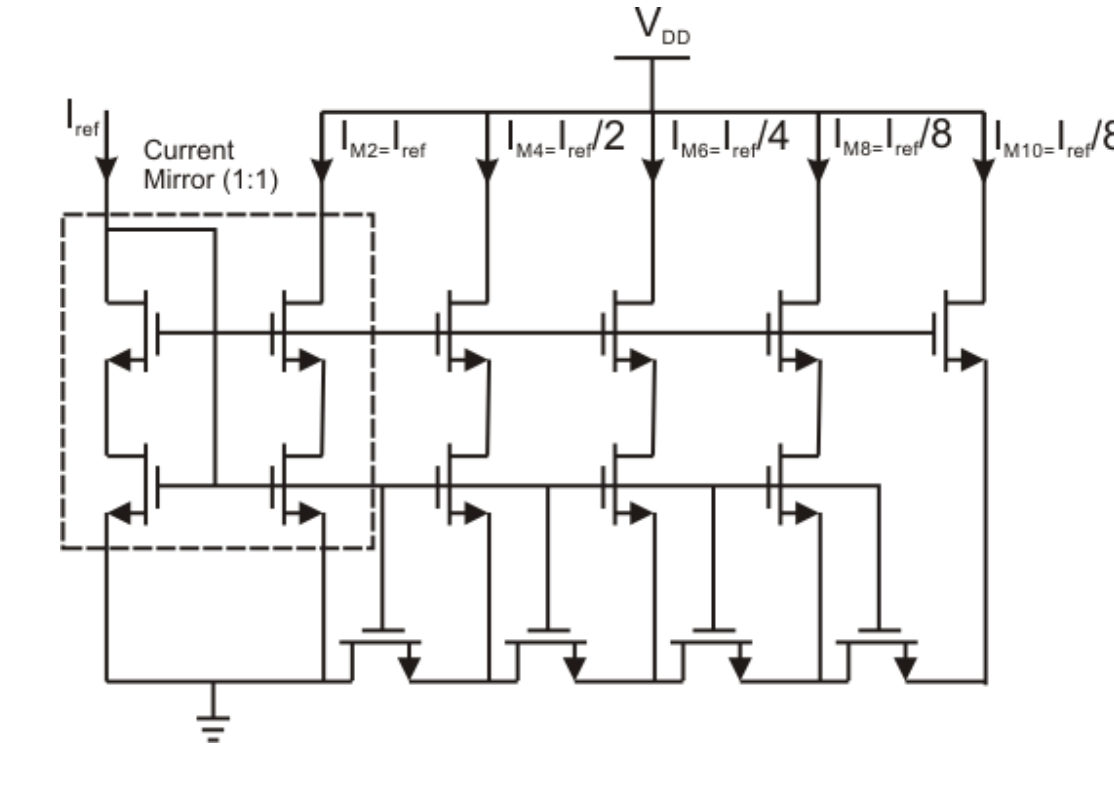 V_DD
I_ref
I_M2=I_ref
I_M4=I_ref/2
I_M6=I_ref/4
I_M8=I_ref/8
I_M10=I_ref/8
Current
Mirror (1:1)